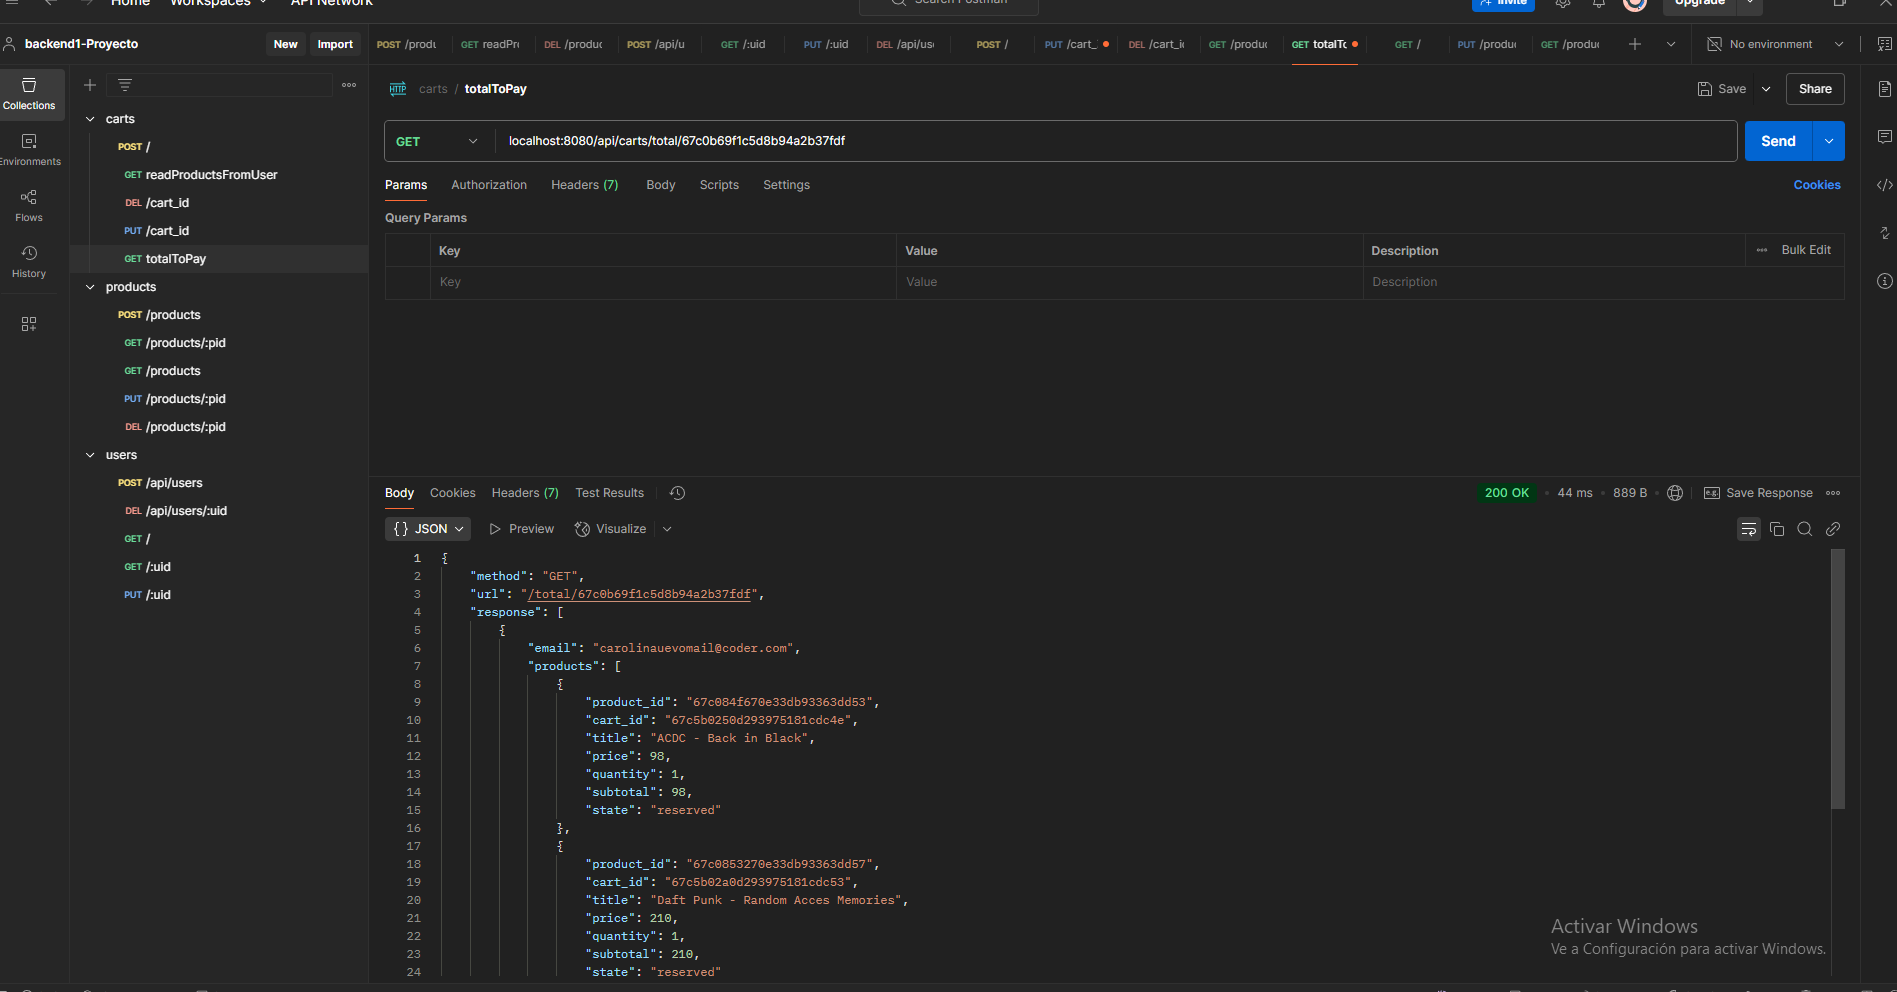 Home Workspaces API Network Search Postman Invite Upgrade
backend1-Proyecto New Import
POST /produ GET readPr DEL /produc POST /api/u GET /:uid PUT /:uid DEL /api/us POST / PUT /cart_ DEL /cart_ic GET /produc GET totalTo GET / PUT /produ GET /produ No environment
Collections
Environments
Flows
History
carts
POST /
GET readProductsFromUser
DEL /cart_id
PUT /cart_id
GET totalToPay
products
POST /products
GET /products/:pid
GET /products
PUT /products/:pid
DEL /products/:pid
users
POST /api/users
DEL /api/users/:uid
GET /
GET /:uid
PUT /:uid
HTTP carts / totalToPay Save Share
GET localhost:8080/api/carts/total/67c0b69f1c5d8b94a2b37fdf Send
Params Authorization Headers (7) Body Scripts Settings Cookies
Query Params
Key Value Description Bulk Edit
Key Value Description
Body Cookies Headers (7) Test Results 200 OK 44 ms 889 B e.g. Save Response
{} JSON Preview Visualize
1 {
2 "method": "GET",
3 "url": "/total/67c0b69f1c5d8b94a2b37fdf",
4 "response": [
5 {
6 "email": "carolinauevomail@coder.com",
7 "products": [
8 {
9 "product_id": "67c084f670e33db93363dd53",
10 "cart_id": "67c5b0250d293975181cdc4e",
11 "title": "ACDC - Back in Black",
12 "price": 98,
13 "quantity": 1,
14 "subtotal": 98,
15 "state": "reserved"
16 },
17 {
18 "product_id": "67c0853270e33db93363dd57",
19 "cart_id": "67c5b02a0d293975181cdc53",
20 "title": "Daft Punk - Random Acces Memories",
21 "price": 210,
22 "quantity": 1,
23 "subtotal": 210,
24 "state": "reserved"
Activar Windows
Ve a Configuración para activar Windows.